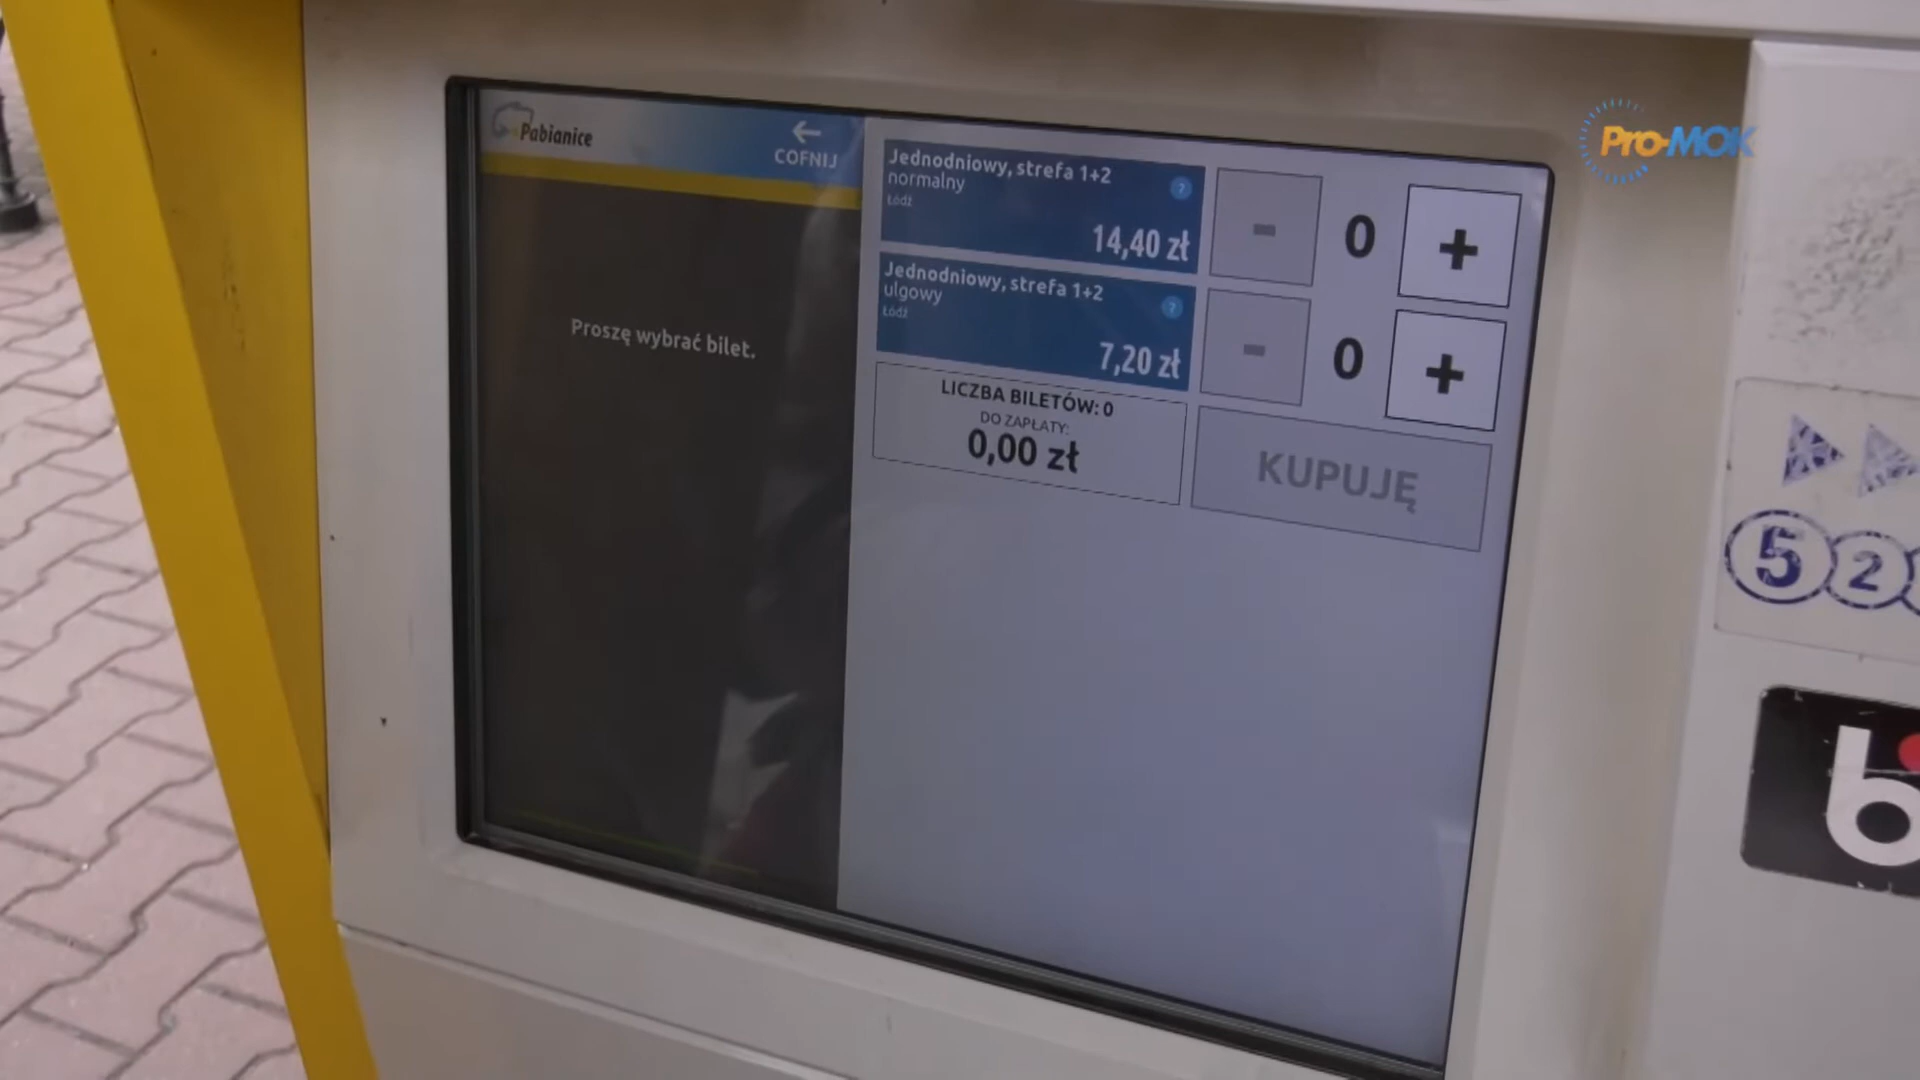 Pabianice
COFNIJ
Proszę wybrać bilet.
Jednodniowy, strefa 1+2
normalny
Łódź
?
14,40 zł
-
0
+
Jednodniowy, strefa 1+2
ulgowy
Łódź
?
7,20 zł
-
0
+
LICZBA BILETÓW: 0
DO ZAPŁATY:
0,00 zł
KUPUJĘ
Pro-MOK
5 2
b